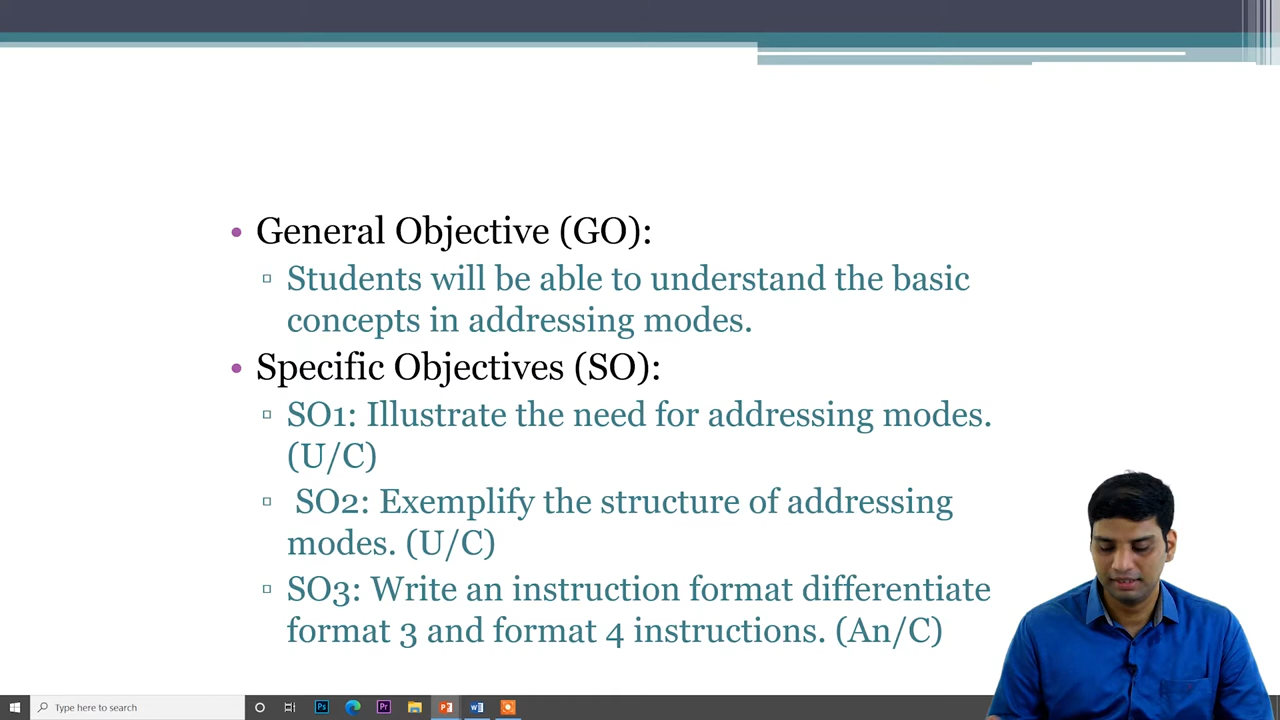 General Objective (GO):
Students will be able to understand the basic
concepts in addressing modes.
Specific Objectives (SO):
SO1: Illustrate the need for addressing modes.
(U/C)
SO2: Exemplify the structure of addressing
modes. (U/C)
SO3: Write an instruction format differentiate
format 3 and format 4 instructions. (An/C)
Type here to search
Ps
Pr